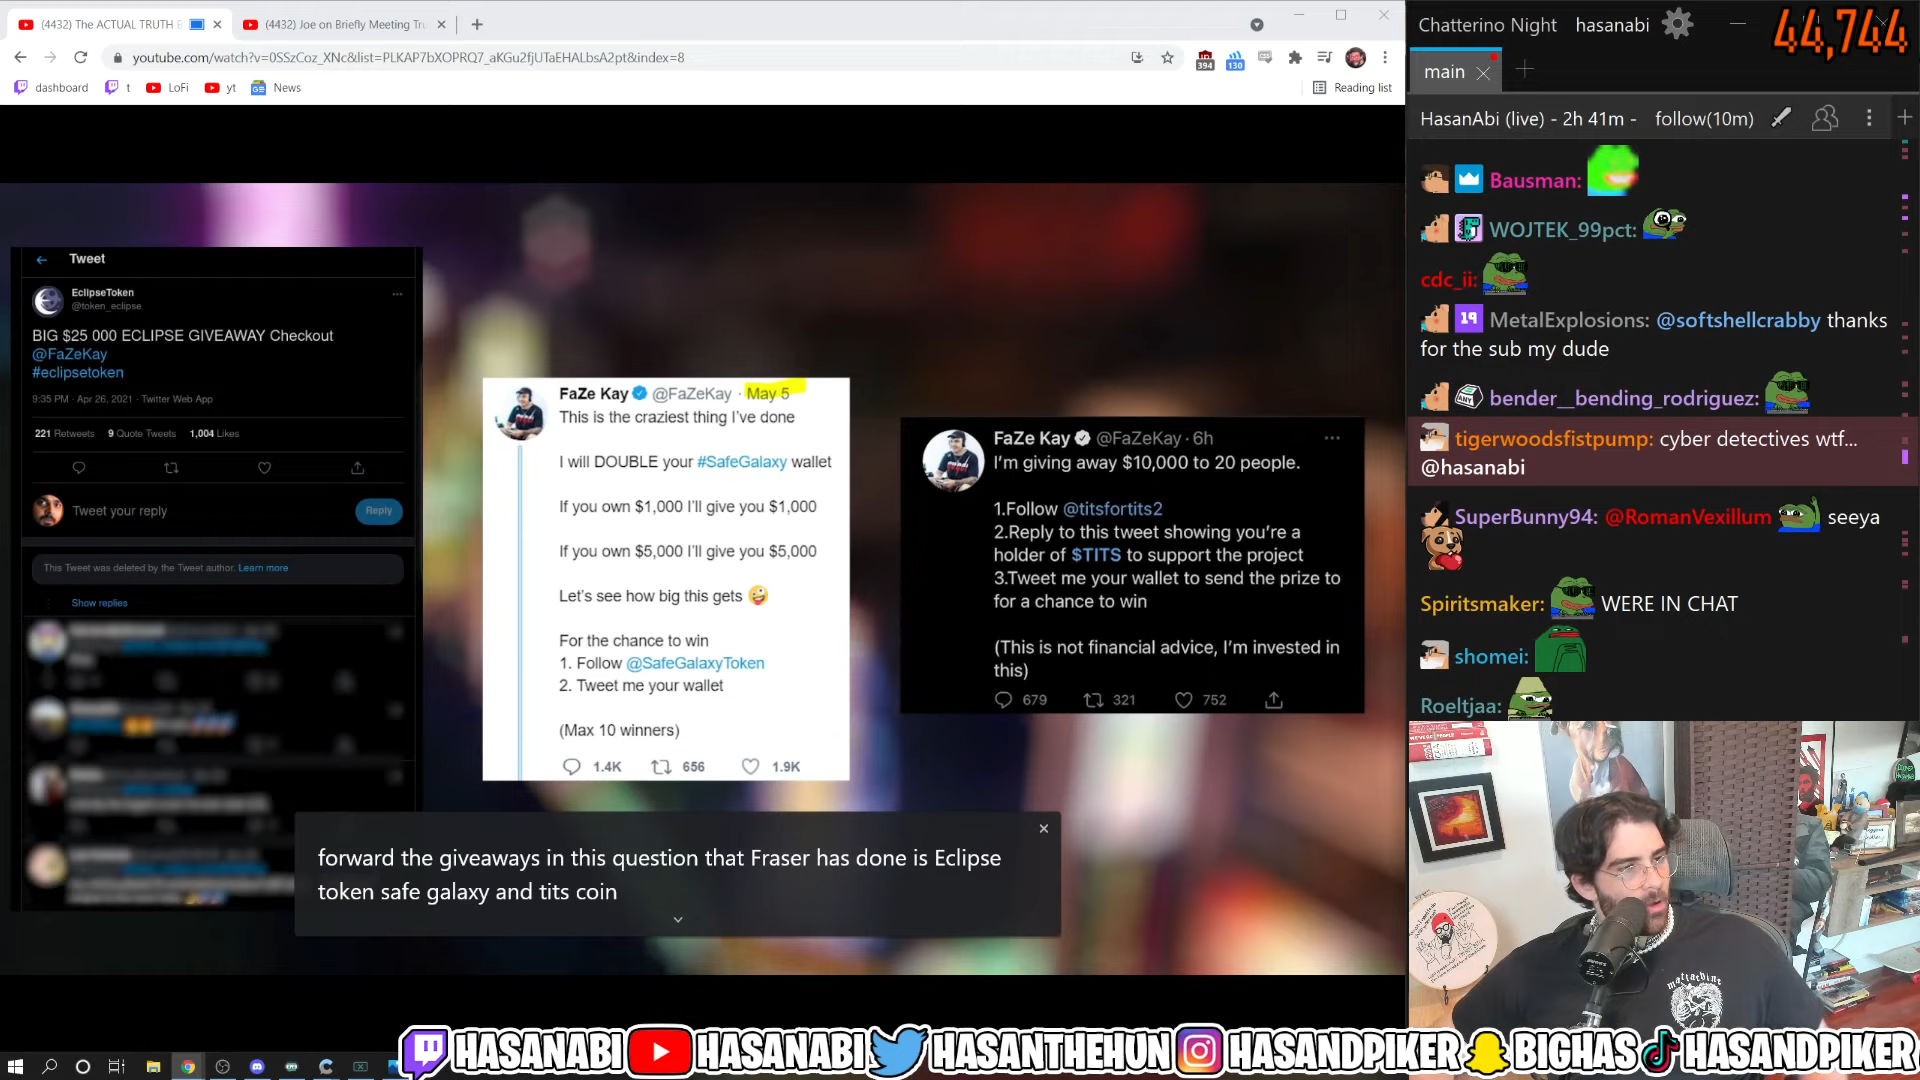 (4432) The ACTUAL TRUTH B
(4432) Joe on Briefly Meeting Tru
youtube.com/watch?v=0SSzCoz_XNc&list=PLKAP7bXOPRQ7_aKGu2fjUTaEHALbsA2pt&index=8
394
130
dashboard
t
LoFi
yt
News
Reading list
Tweet
EclipseToken
@token_eclipse
BIG $25 000 ECLIPSE GIVEAWAY Checkout
@FaZeKay
#eclipsetoken
9:35 PM · Apr 26, 2021 · Twitter Web App
221 Retweets 9 Quote Tweets 1,004 Likes
Tweet your reply
Reply
This Tweet was deleted by the Tweet author. Learn more
Show replies
FaZe Kay @FaZeKay · May 5
This is the craziest thing I've done
I will DOUBLE your #SafeGalaxy wallet
If you own $1,000 I'll give you $1,000
If you own $5,000 I'll give you $5,000
Let's see how big this gets
For the chance to win
1. Follow @SafeGalaxyToken
2. Tweet me your wallet
(Max 10 winners)
1.4K 656 1.9K
FaZe Kay @FaZeKay · 6h
I'm giving away $10,000 to 20 people.
1.Follow @titsfortits2
2.Reply to this tweet showing you're a
holder of $TITS to support the project
3.Tweet me your wallet to send the prize to
for a chance to win
(This is not financial advice, I'm invested in
this)
679 321 752
forward the giveaways in this question that Fraser has done is Eclipse
token safe galaxy and tits coin
Chatterino Night hasanabi
44,744
main
HasanAbi (live) - 2h 41m - follow(10m)
Bausman:
WOJTEK_99pct:
cdc_ii:
19 MetalExplosions: @softshellcrabby thanks
for the sub my dude
bender__bending_rodriguez:
tigerwoodsfistpump: cyber detectives wtf...
@hasanabi
SuperBunny94: @RomanVexillum seeya
Spiritsmaker: WERE IN CHAT
shomei:
Roeltjaa:
HASANABI HASANABI HASANTHEHUN HASANDPIKER BIGHAS HASANDPIKER